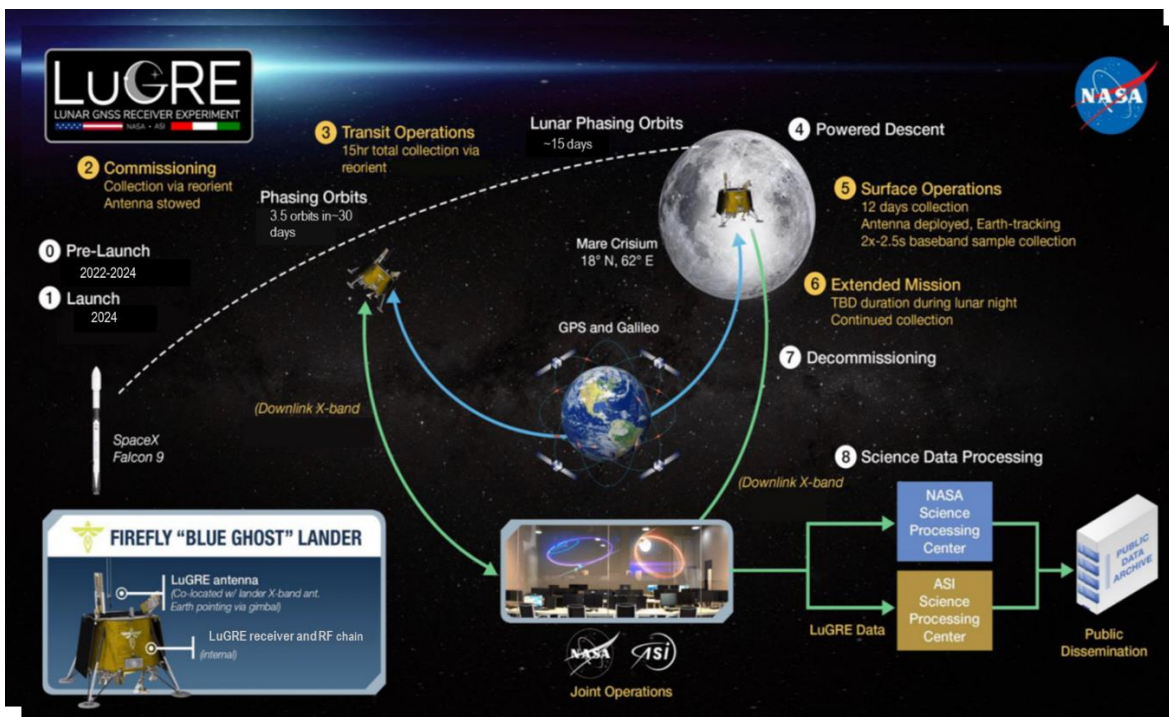 LuGRE
LUNAR GNSS RECEIVER EXPERIMENT
NASA • ASI
NASA
2 Commissioning
Collection via reorient
Antenna stowed
3 Transit Operations
15hr total collection via
reorient
Lunar Phasing Orbits
~15 days
4 Powered Descent
Phasing Orbits
3.5 orbits in~30
days
5 Surface Operations
12 days collection
Antenna deployed, Earth-tracking
2x-2.5s baseband sample collection
0 Pre-Launch
2022-2024
1 Launch
2024
Mare Crisium
18° N, 62° E
6 Extended Mission
TBD duration during lunar night
Continued collection
GPS and Galileo
7 Decommissioning
(Downlink X-band
SpaceX
Falcon 9
8 Science Data Processing
(Downlink X-band
NASA
Science
Processing
Center
ASI
Science
Processing
Center
LuGRE Data
PUBLIC
DATA
ARCHIVE
Public
Dissemination
FIREFLY "BLUE GHOST" LANDER
LuGRE antenna
(Co-located w/ lander X-band ant.
Earth pointing via gimbal)
LuGRE receiver and RF chain
(internal)
NASA
ASI
Joint Operations